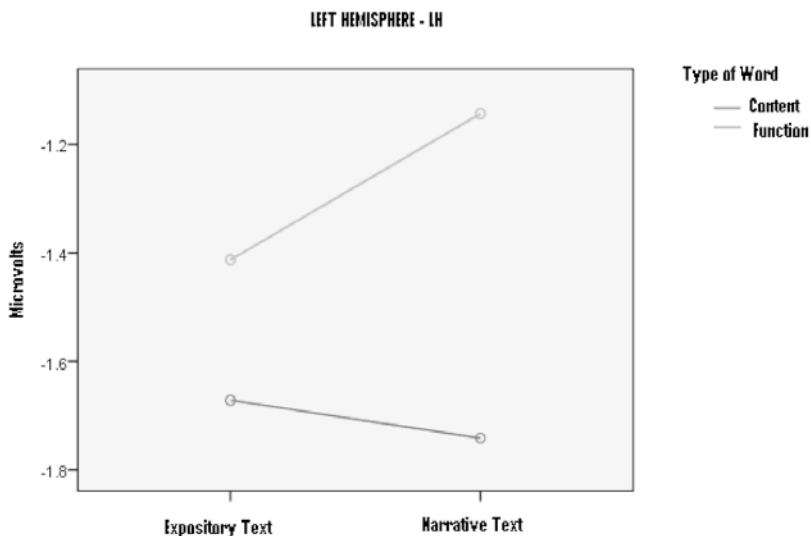 LEFT HEMISPHERE - LH
Type of Word
Content
Function
Microvolts
-1.2
-1.4
-1.6
-1.8
Expository Text
Narrative Text